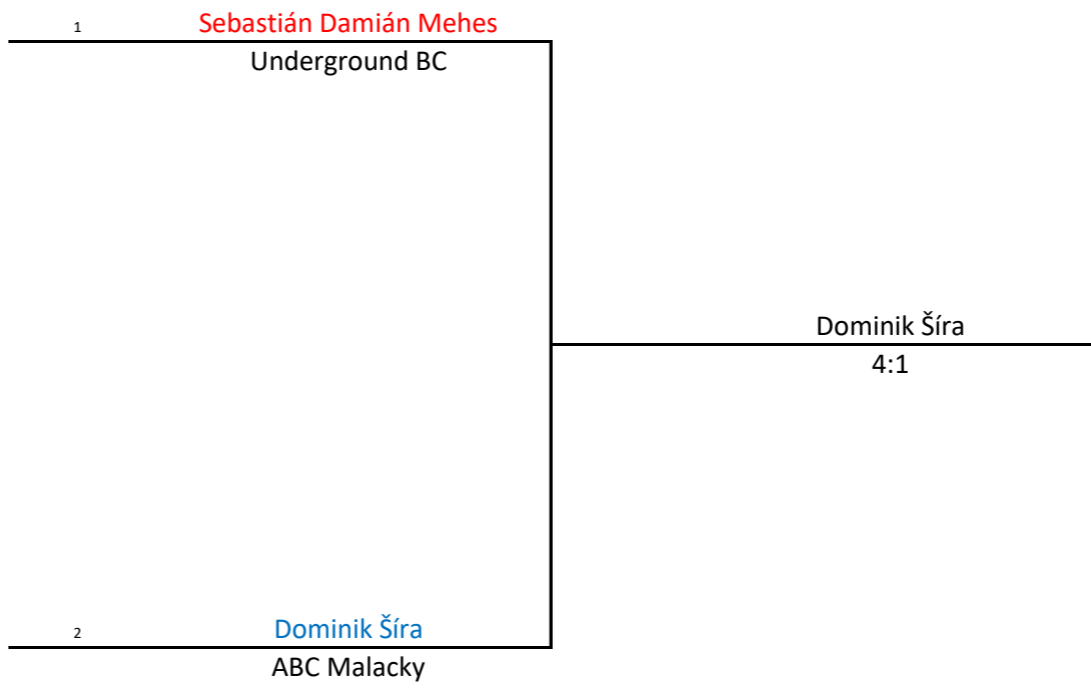 1 Sebastián Damián Mehes
Underground BC
Dominik Šíra
4:1
2 Dominik Šíra
ABC Malacky